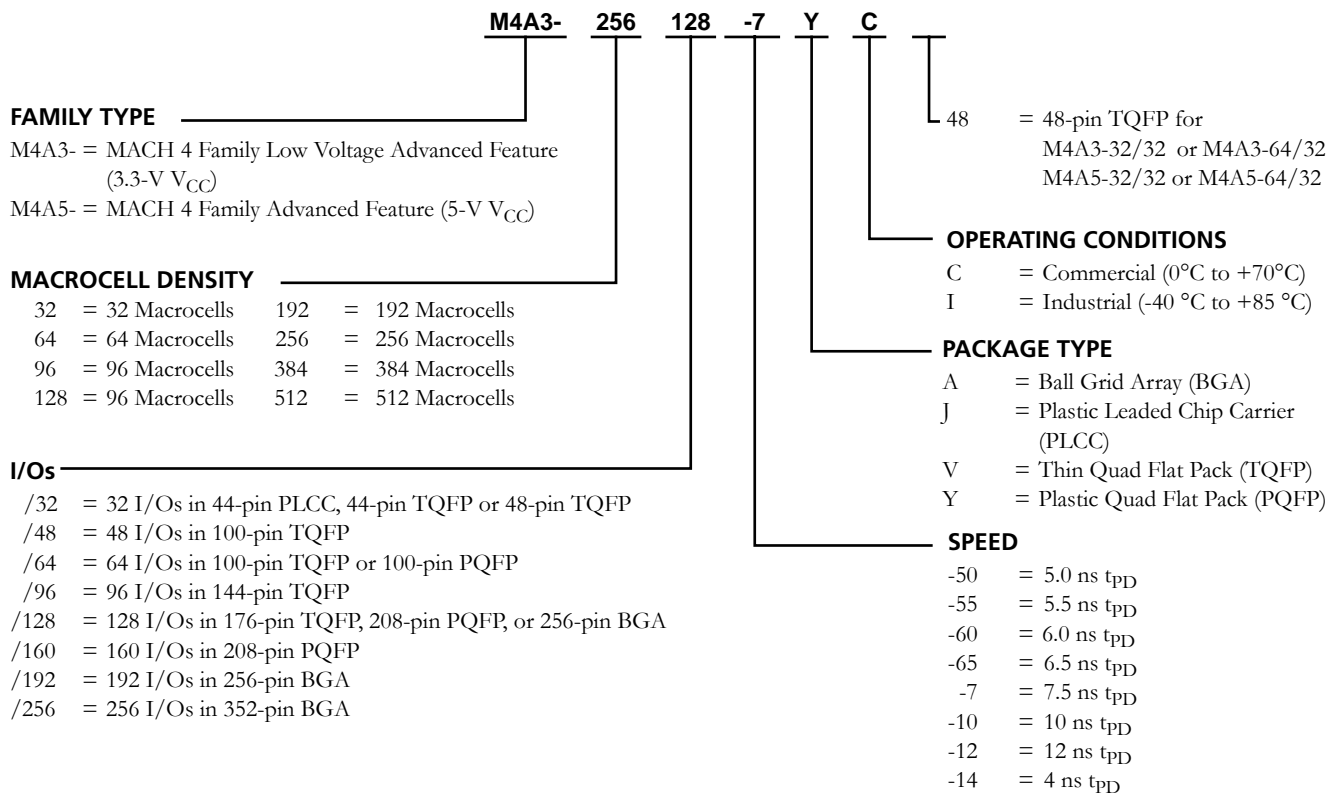 M4A3- 256 128 -7 Y C
FAMILY TYPE
M4A3- = MACH 4 Family Low Voltage Advanced Feature
(3.3-V VCC)
M4A5- = MACH 4 Family Advanced Feature (5-V VCC)
MACROCELL DENSITY
32 = 32 Macrocells 192 = 192 Macrocells
64 = 64 Macrocells 256 = 256 Macrocells
96 = 96 Macrocells 384 = 384 Macrocells
128 = 96 Macrocells 512 = 512 Macrocells
I/Os
/32 = 32 I/Os in 44-pin PLCC, 44-pin TQFP or 48-pin TQFP
/48 = 48 I/Os in 100-pin TQFP
/64 = 64 I/Os in 100-pin TQFP or 100-pin PQFP
/96 = 96 I/Os in 144-pin TQFP
/128 = 128 I/Os in 176-pin TQFP, 208-pin PQFP, or 256-pin BGA
/160 = 160 I/Os in 208-pin PQFP
/192 = 192 I/Os in 256-pin BGA
/256 = 256 I/Os in 352-pin BGA
48 = 48-pin TQFP for
M4A3-32/32 or M4A3-64/32
M4A5-32/32 or M4A5-64/32
OPERATING CONDITIONS
C = Commercial (0°C to +70°C)
I = Industrial (-40 °C to +85 °C)
PACKAGE TYPE
A = Ball Grid Array (BGA)
J = Plastic Leaded Chip Carrier
(PLCC)
V = Thin Quad Flat Pack (TQFP)
Y = Plastic Quad Flat Pack (PQFP)
SPEED
-50 = 5.0 ns tPD
-55 = 5.5 ns tPD
-60 = 6.0 ns tPD
-65 = 6.5 ns tPD
-7 = 7.5 ns tPD
-10 = 10 ns tPD
-12 = 12 ns tPD
-14 = 4 ns tPD